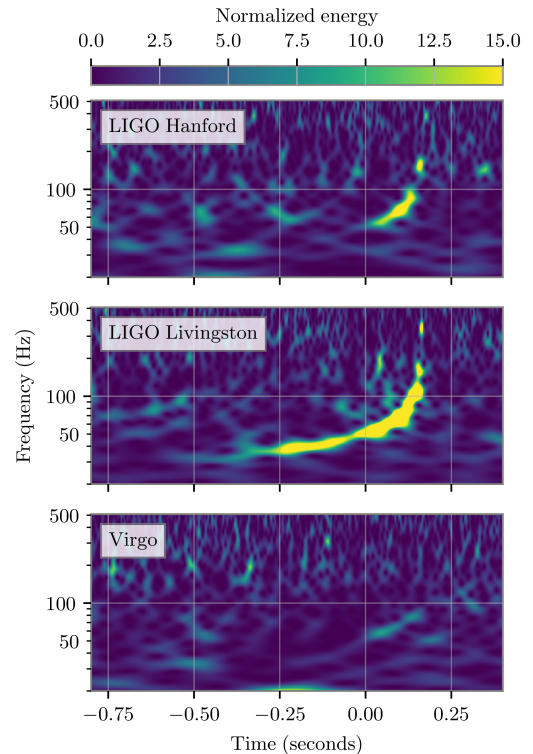 Normalized energy
0.0 2.5 5.0 7.5 10.0 12.5 15.0
500
LIGO Hanford
100
50
500
LIGO Livingston
100
50
Frequency (Hz)
500
Virgo
100
50
−0.75 −0.50 −0.25 0.00 0.25
Time (seconds)